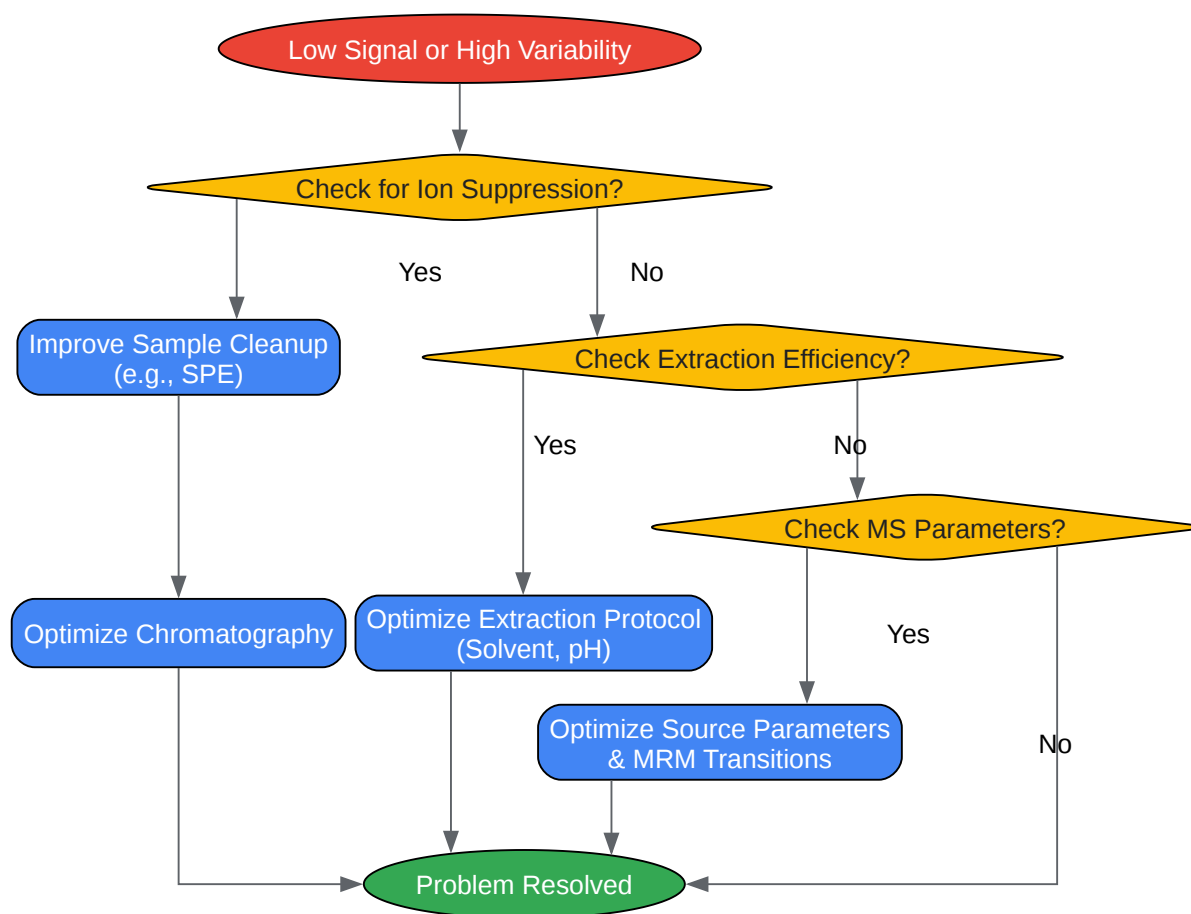 Low Signal or High Variability
Check for Ion Suppression?
Yes
No
Improve Sample Cleanup
(e.g., SPE)
Check Extraction Efficiency?
Yes
No
Check MS Parameters?
Optimize Chromatography
Optimize Extraction Protocol
(Solvent, pH)
Yes
Optimize Source Parameters
& MRM Transitions
No
Problem Resolved